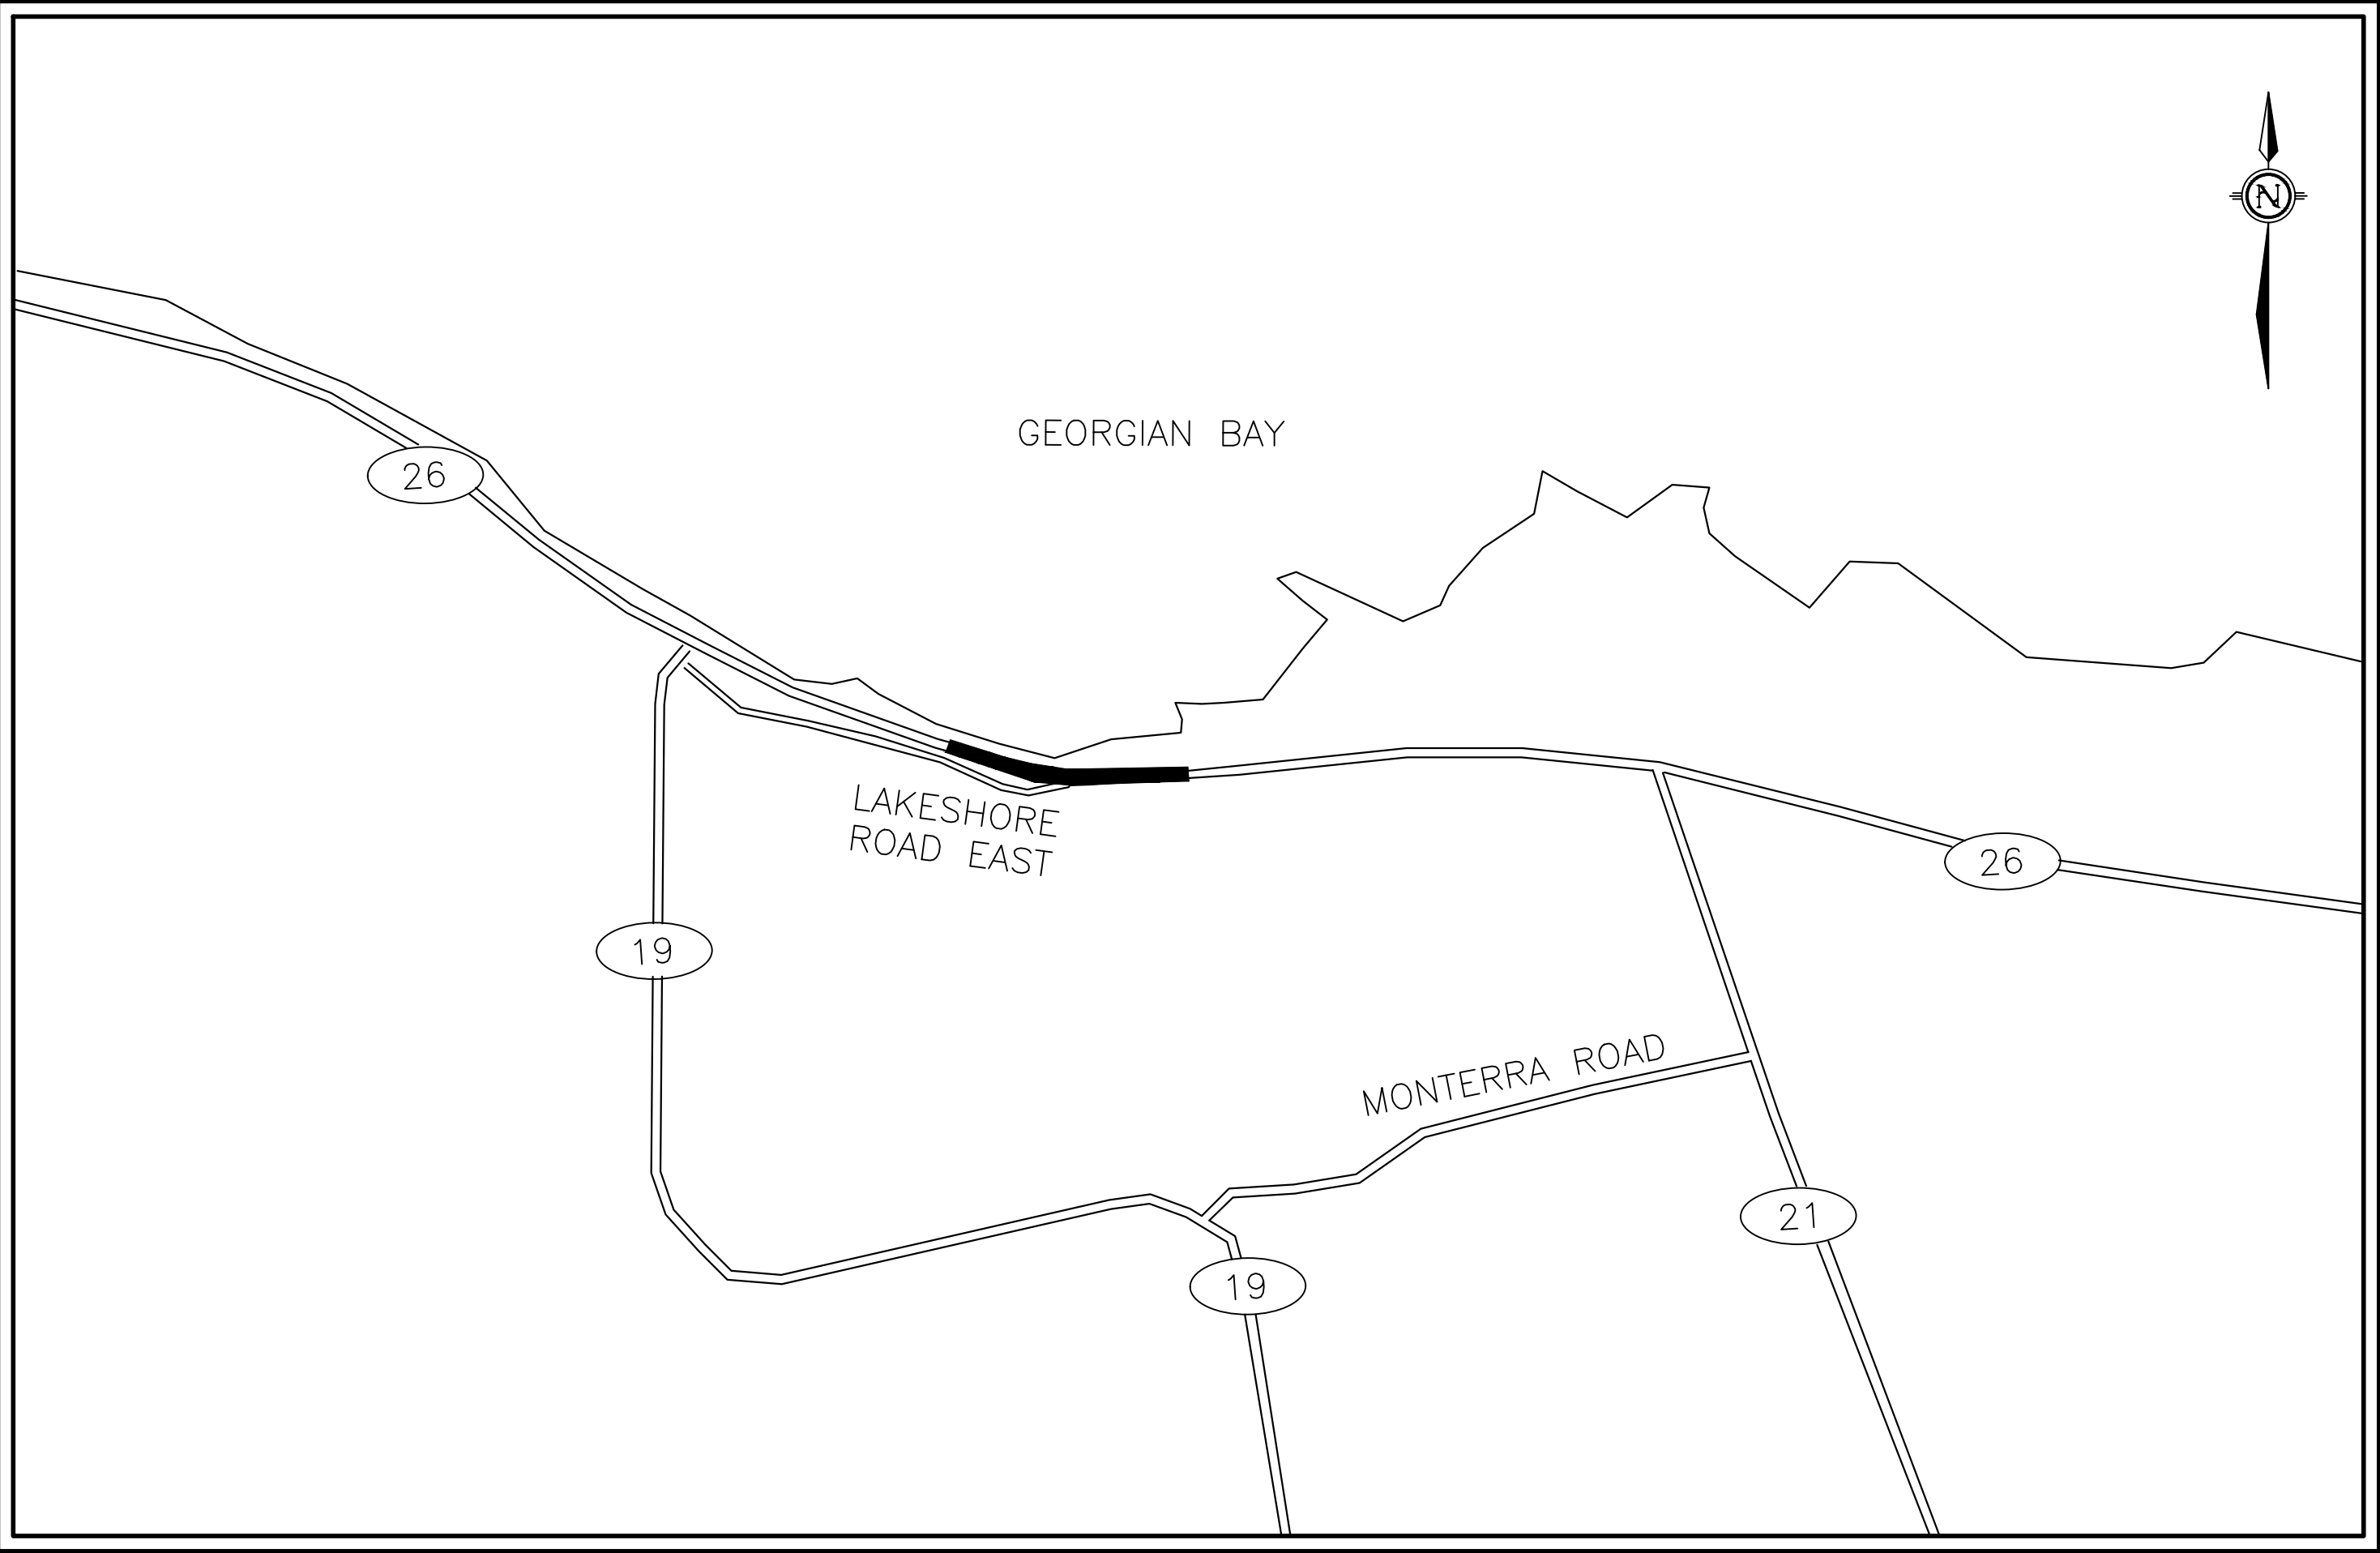 N
GEORGIAN BAY
26
LAKESHORE
ROAD EAST
26
19
MONTERRA ROAD
21
19